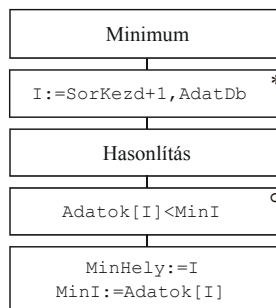 Minimum
I:=SorKezd+1,AdatDb *
Hasonlítás
Adatok[I]<MinI o
MinHely:=I
MinI:=Adatok[I]